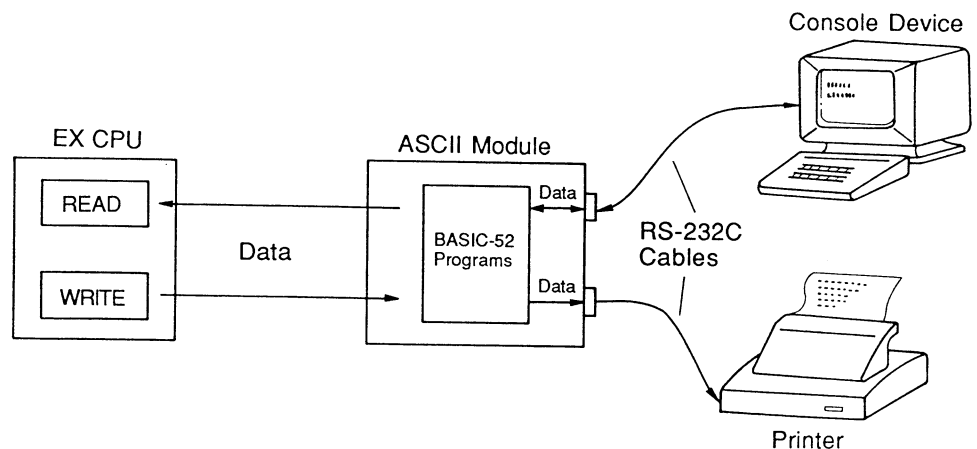 Console Device
EX CPU
ASCII Module
READ
Data
BASIC-52
Programs
Data
RS-232C
Cables
WRITE
Data
Printer